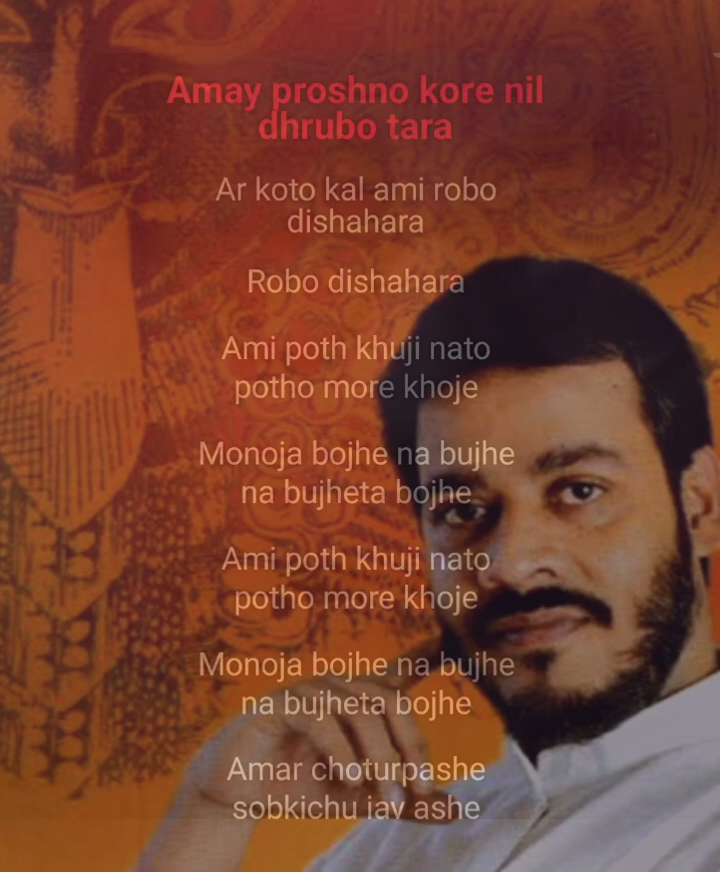 Amay proshno kore nil
dhrubo tara
Ar koto kal ami robo
dishahara
Robo dishahara
Ami poth khuji nato
potho more khoje
Monoja bojhe na bujhe
na bujheta bojhe
Ami poth khuji nato
potho more khoje
Monoja bojhe na bujhe
na bujheta bojhe
Amar choturpashe
sobkichu jay ashe